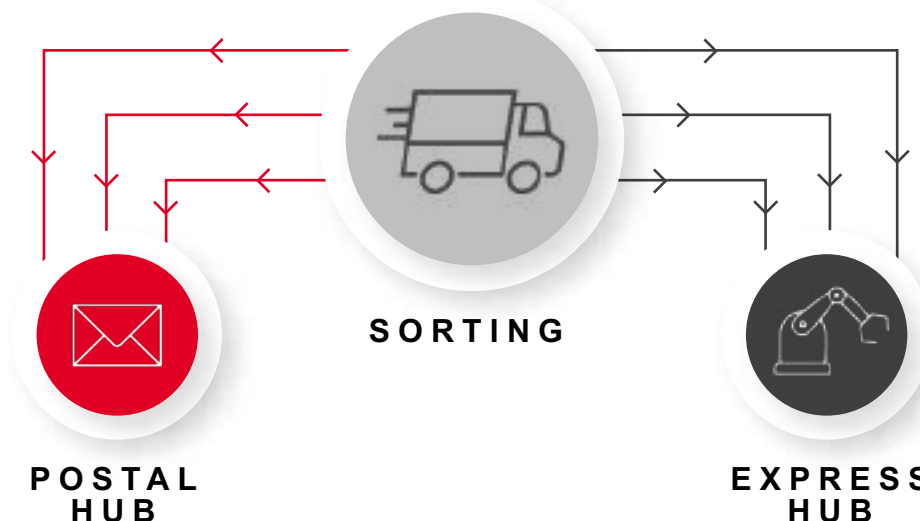 SORTING
POSTAL
HUB
EXPRESS
HUB